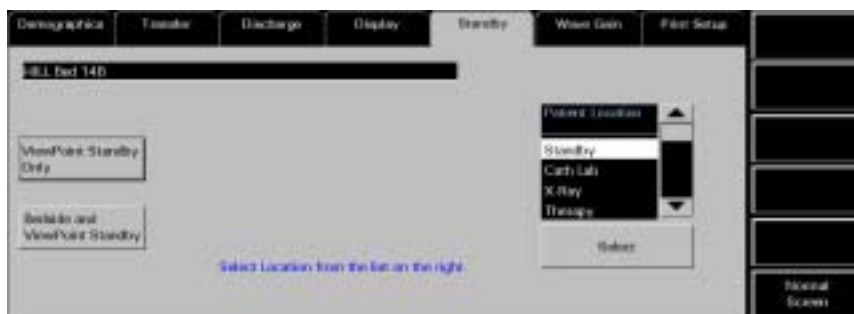 Demographics
Transfer
Discharge
Display
Standby
Wave Gain
Print Setup
HILL Bed 14B
ViewPoint Standby
Only
Bedside and
ViewPoint Standby
Patient Location
Standby
Cath Lab
X-Ray
Therapy
Select
Select Location from the list on the right.
Normal
Screen